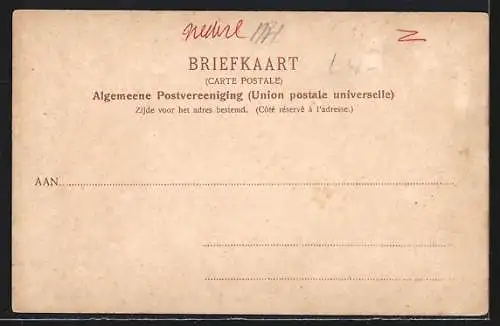 BRIEFKAART
(CARTE POSTALE)
Algemeene Postvereeniging (Union postale universelle)
Zijde voor het adres bestemd. (Côté réservé à l'adresse.)
AAN